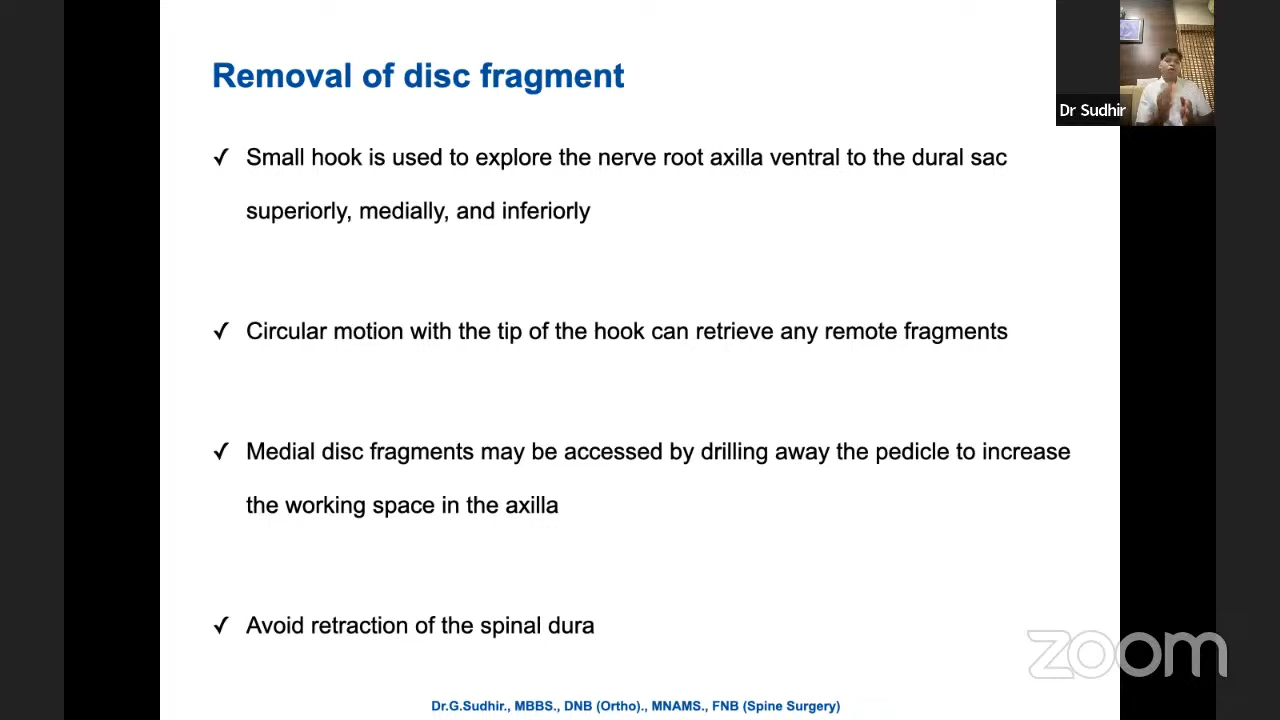 Removal of disc fragment
Dr Sudhir
✓ Small hook is used to explore the nerve root axilla ventral to the dural sac
superiorly, medially, and inferiorly
✓ Circular motion with the tip of the hook can retrieve any remote fragments
✓ Medial disc fragments may be accessed by drilling away the pedicle to increase
the working space in the axilla
✓ Avoid retraction of the spinal dura
zoom
Dr.G.Sudhir., MBBS., DNB (Ortho)., MNAMS., FNB (Spine Surgery)